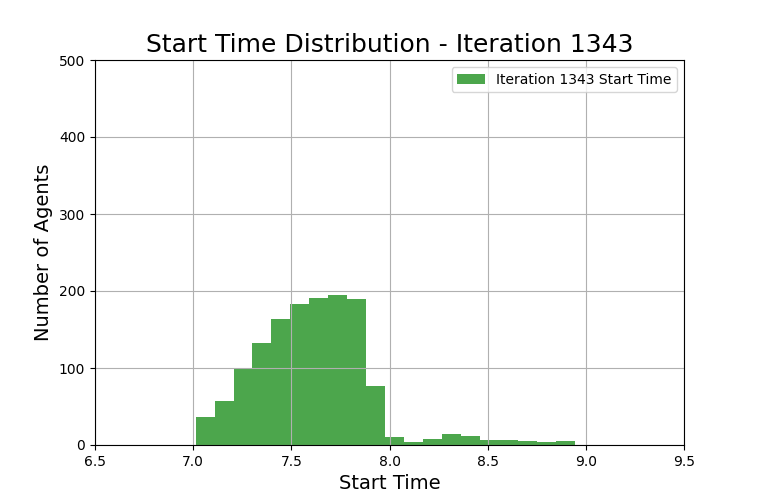 Start Time Distribution - Iteration 1343
Iteration 1343 Start Time
Number of Agents
500
400
300
200
100
0
6.5 7.0 7.5 8.0 8.5 9.0 9.5
Start Time